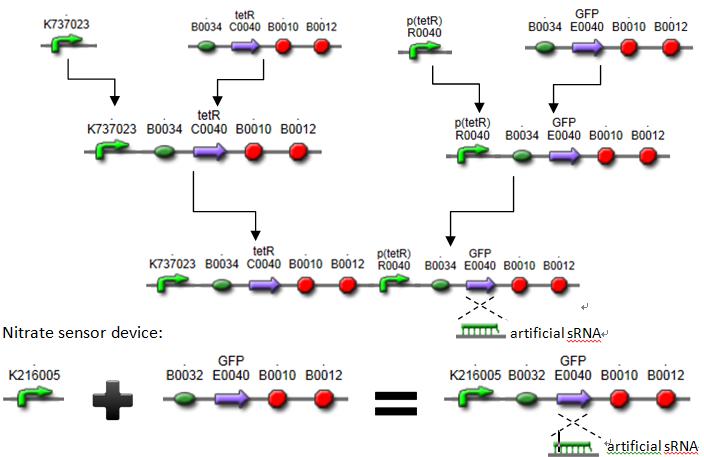 K737023
tetR
B0034 C0040 B0010 B0012
p(tetR)
R0040
GFP
B0034 E0040 B0010 B0012
tetR
K737023 B0034 C0040 B0010 B0012
p(tetR)
R0040 B0034 E0040 B0010 B0012
GFP
tetR
K737023 B0034 C0040 B0010 B0012
p(tetR)
R0040 B0034 E0040 B0010 B0012
GFP
artificial sRNA
Nitrate sensor device:
K216005
GFP
B0032 E0040 B0010 B0012
GFP
K216005 B0032 E0040 B0010 B0012
artificial sRNA